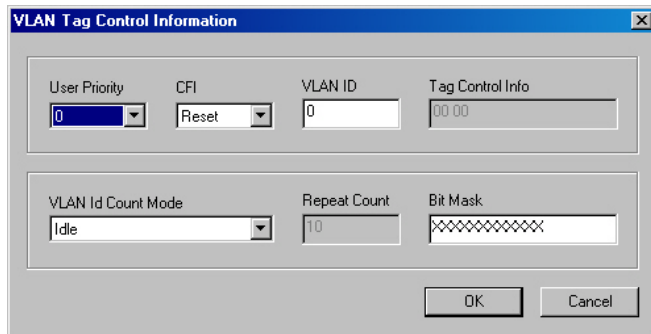 VLAN Tag Control Information
User Priority CFI VLAN ID Tag Control Info
0 Reset 0 00 00
VLAN Id Count Mode Repeat Count Bit Mask
Idle 10 XXXXXXXXXXXX
OK Cancel